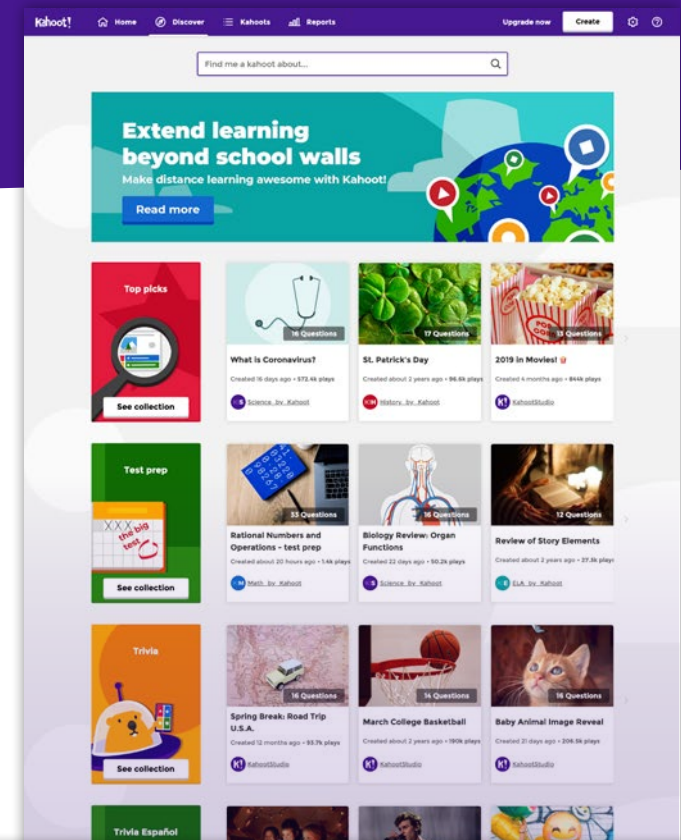 Kahoot! Home Discover Kahoots Reports Upgrade now Create
Find me a kahoot about...
Extend learning
beyond school walls
Make distance learning awesome with Kahoot!
Read more
Top picks
See collection
16 Questions
What is Coronavirus?
Created 16 days ago • 572.4k plays
Science_by_Kahoot
17 Questions
St. Patrick's Day
Created about 2 years ago • 96.6k plays
History_by_Kahoot
13 Questions
2019 in Movies!
Created 4 months ago • 844k plays
K! KahootStudio
Test prep
the big
test
See collection
33 Questions
Rational Numbers and
Operations - test prep
Created about 20 hours ago • 1.4k plays
Math_by_Kahoot
16 Questions
Biology Review: Organ
Functions
Created 22 days ago • 50.2k plays
Science_by_Kahoot
12 Questions
Review of Story Elements
Created about 2 years ago • 27.3k plays
ELA_by_Kahoot
Trivia
See collection
16 Questions
Spring Break: Road Trip
U.S.A.
Created 12 months ago • 93.7k plays
K! KahootStudio
14 Questions
March College Basketball
Created about 2 years ago • 190k plays
K! KahootStudio
16 Questions
Baby Animal Image Reveal
Created 21 days ago • 206.5k plays
K! KahootStudio
Trivia Español